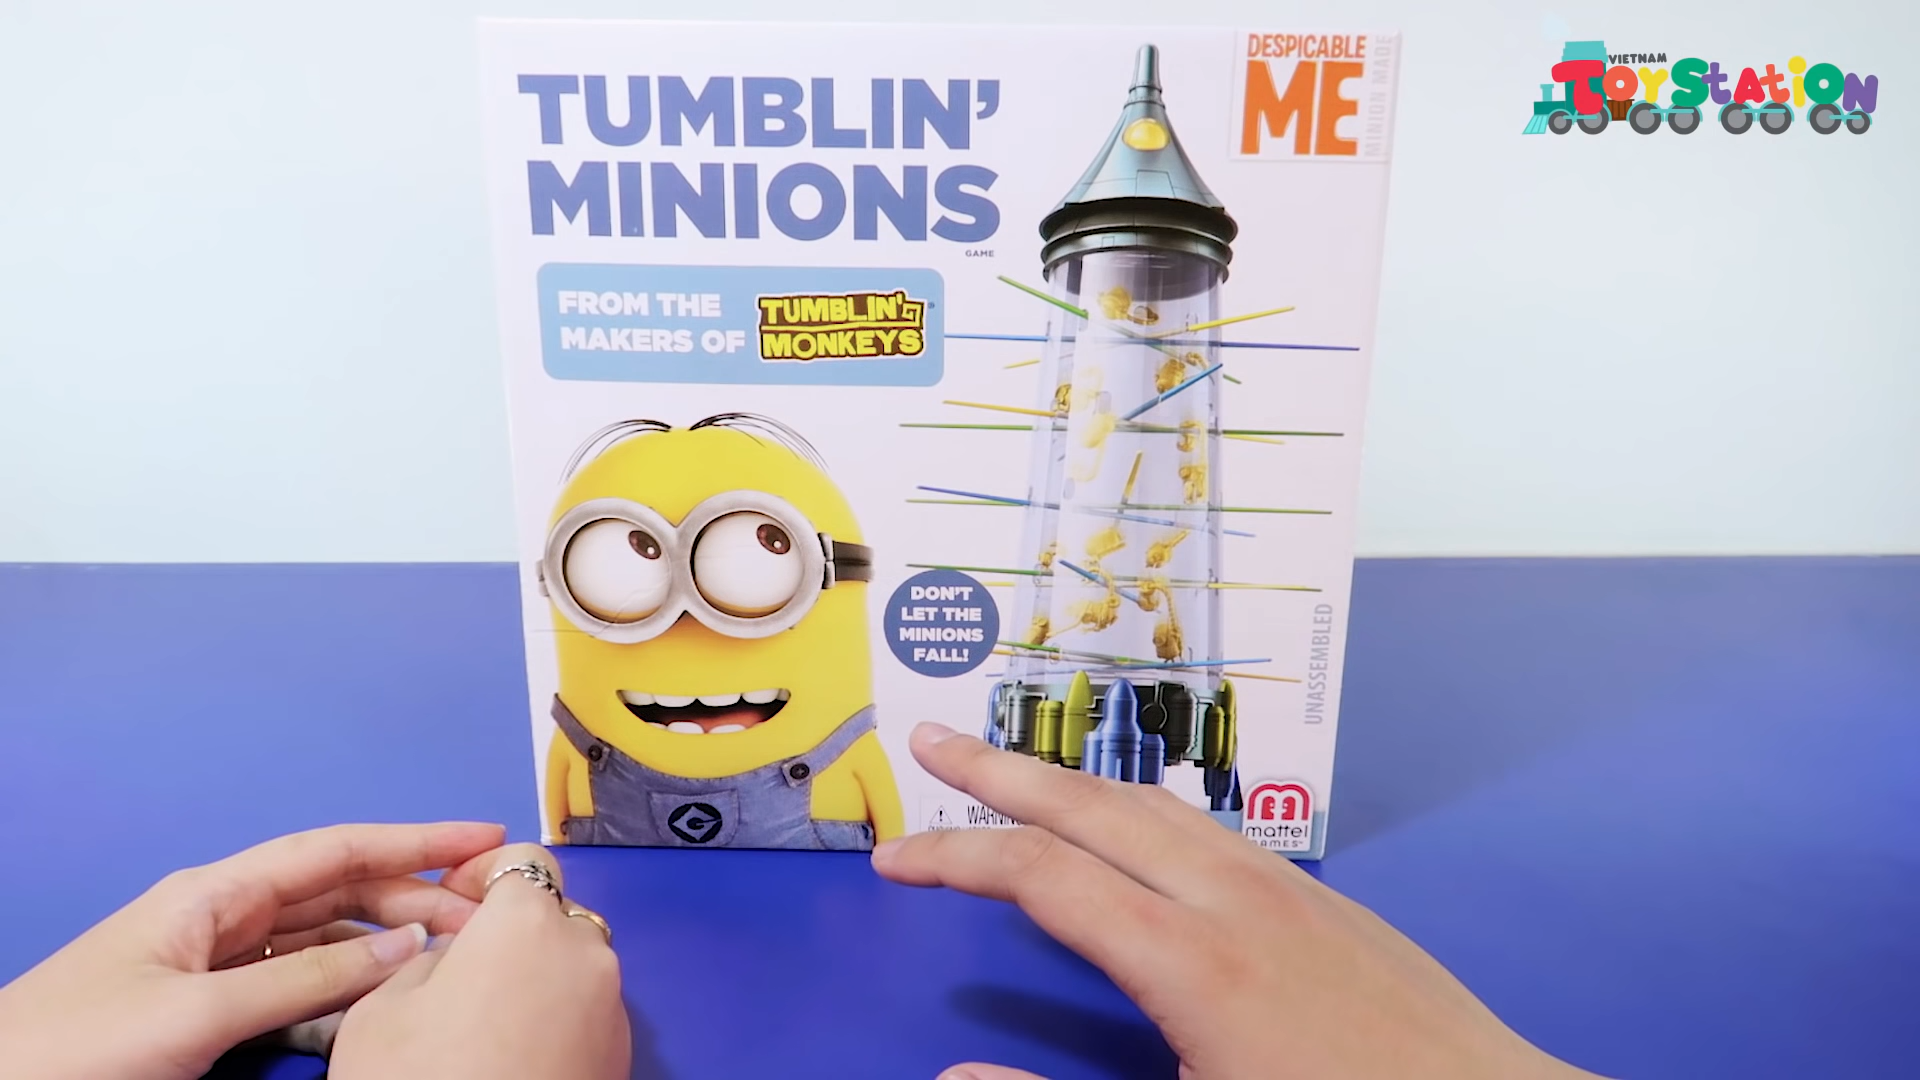 VIETNAM
ToyStation
DESPICABLE
ME
MINION MADE
TUMBLIN'
MINIONS
GAME
FROM THE
MAKERS OF
TUMBLIN'
MONKEYS
DON'T
LET THE
MINIONS
FALL!
UNASSEMBLED
mattel
GAMES